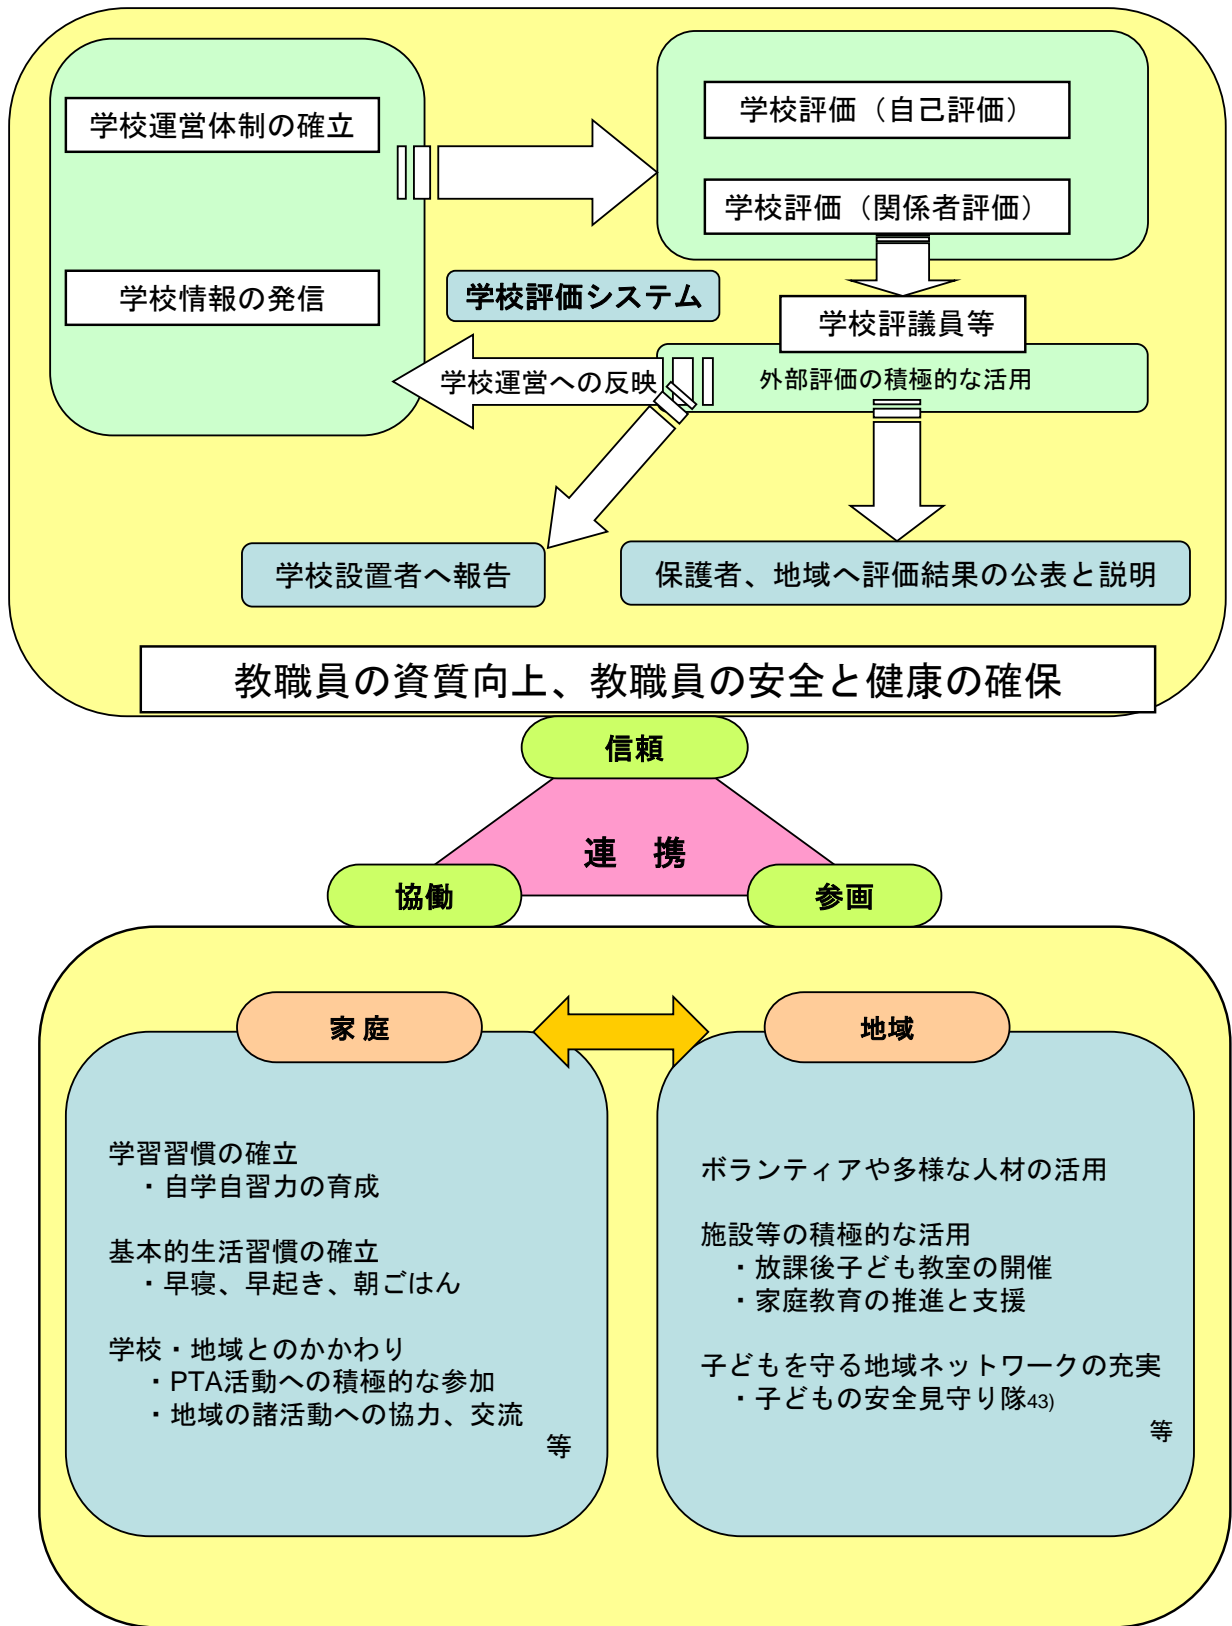 学校運営体制の確立
学校情報の発信
学校評価（自己評価）
学校評価（関係者評価）
学校評価システム
学校評議員等
外部評価の積極的な活用
学校運営への反映
学校設置者へ報告
保護者、地域へ評価結果の公表と説明
教職員の資質向上、教職員の安全と健康の確保
信頼
連　携
協働
参画
家 庭
学習習慣の確立
・自学自習力の育成
基本的生活習慣の確立
・早寝、早起き、朝ごはん
学校・地域とのかかわり
・PTA活動への積極的な参加
・地域の諸活動への協力、交流
等
地域
ボランティアや多様な人材の活用
施設等の積極的な活用
・放課後子ども教室の開催
・家庭教育の推進と支援
子どもを守る地域ネットワークの充実
・子どもの安全見守り隊43)
等